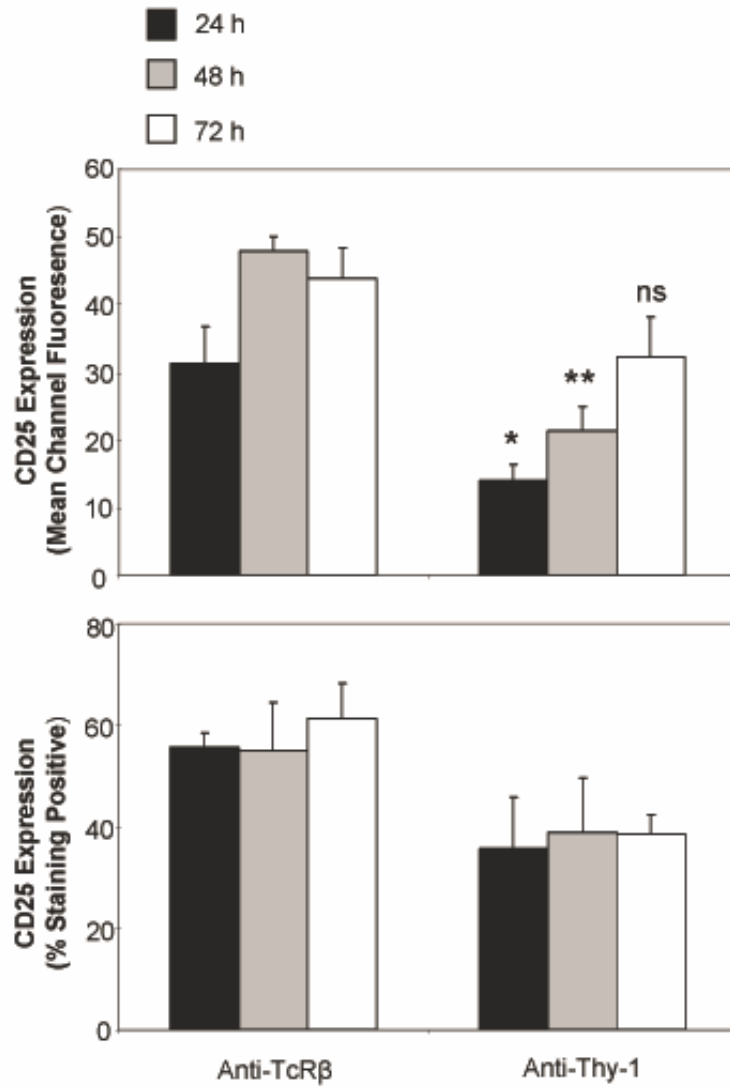 24 h
48 h
72 h
CD25 Expression
(Mean Channel Fluoresence)
60
50
40
30
20
10
0
*
**
ns
CD25 Expression
(% Staining Positive)
80
60
40
20
0
Anti-TcRβ
Anti-Thy-1